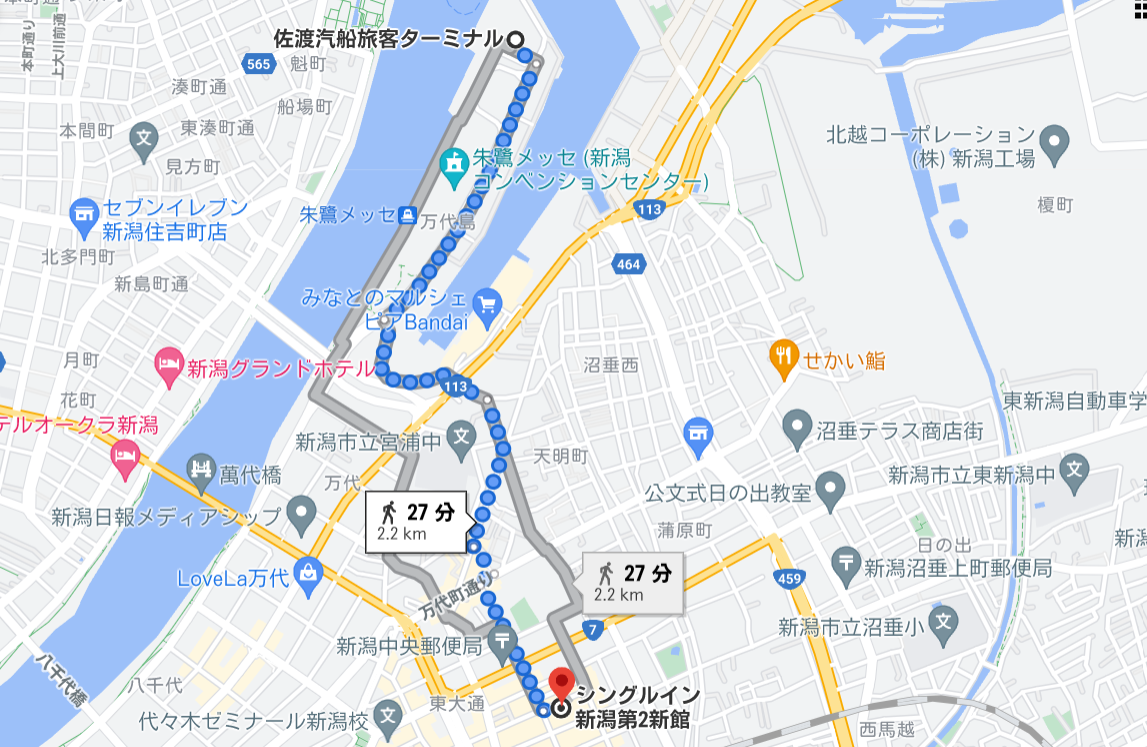 本町通り
上大川前通
佐渡汽船旅客ターミナル
565
魁町
湊町通
船場町
本間町
東湊町通
見方町
朱鷺メッセ (新潟
コンベンションセンター)
北越コーポレーション
(株) 新潟工場
榎町
113
セブンイレブン
新潟住吉町店
朱鷺メッセ
万代島
北多門町
464
新島町通
みなとのマルシェ
ピアBandai
月町
新潟グランドホテル
沼垂西
せかい鮨
113
花町
テルオークラ新潟
東新潟自動車学
新潟市立宮浦中
沼垂テラス商店街
天明町
萬代橋
万代
新潟市立東新潟中
公文式日の出教室
27 分
2.2 km
新潟日報メディアシップ
蒲原町
日の出
新潟
LoveLa万代
27 分
2.2 km
459
新潟沼垂上町郵便局
万代町通り
7
新潟市立沼垂小
新潟中央郵便局
八千代橋
八千代
東大通
シングルイン
新潟第2新館
代々木ゼミナール新潟校
西馬越